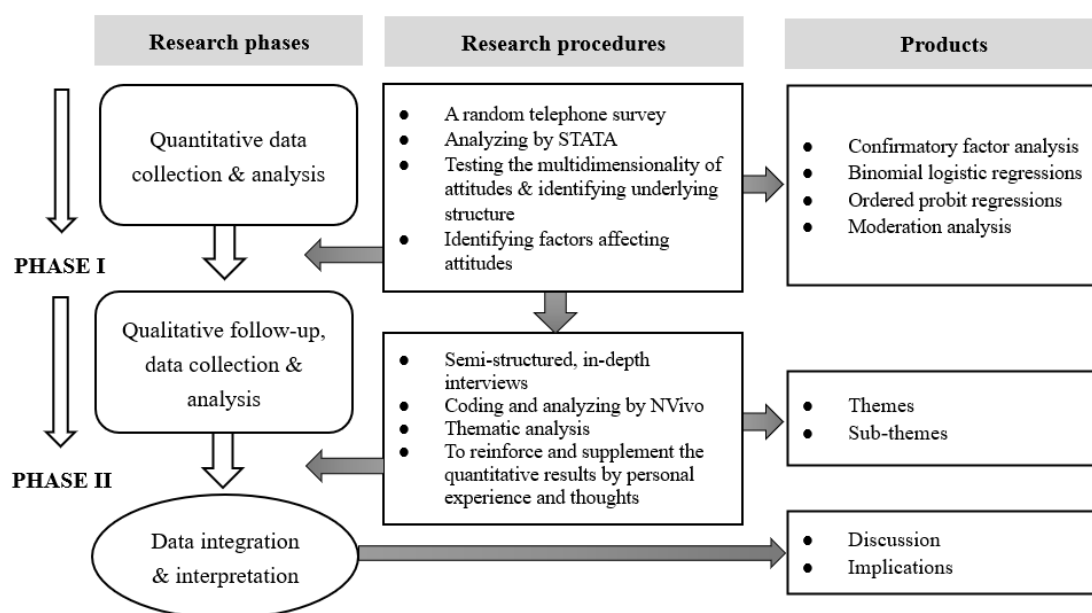 Research phases
Research procedures
Products
Quantitative data
collection & analysis
● A random telephone survey
● Analyzing by STATA
● Testing the multidimensionality of
attitudes & identifying underlying
structure
● Identifying factors affecting
attitudes
● Confirmatory factor analysis
● Binomial logistic regressions
● Ordered probit regressions
● Moderation analysis
PHASE I
Qualitative follow-up,
data collection &
analysis
● Semi-structured, in-depth
interviews
● Coding and analyzing by NVivo
● Thematic analysis
● To reinforce and supplement the
quantitative results by personal
experience and thoughts
● Themes
● Sub-themes
PHASE II
Data integration
& interpretation
● Discussion
● Implications